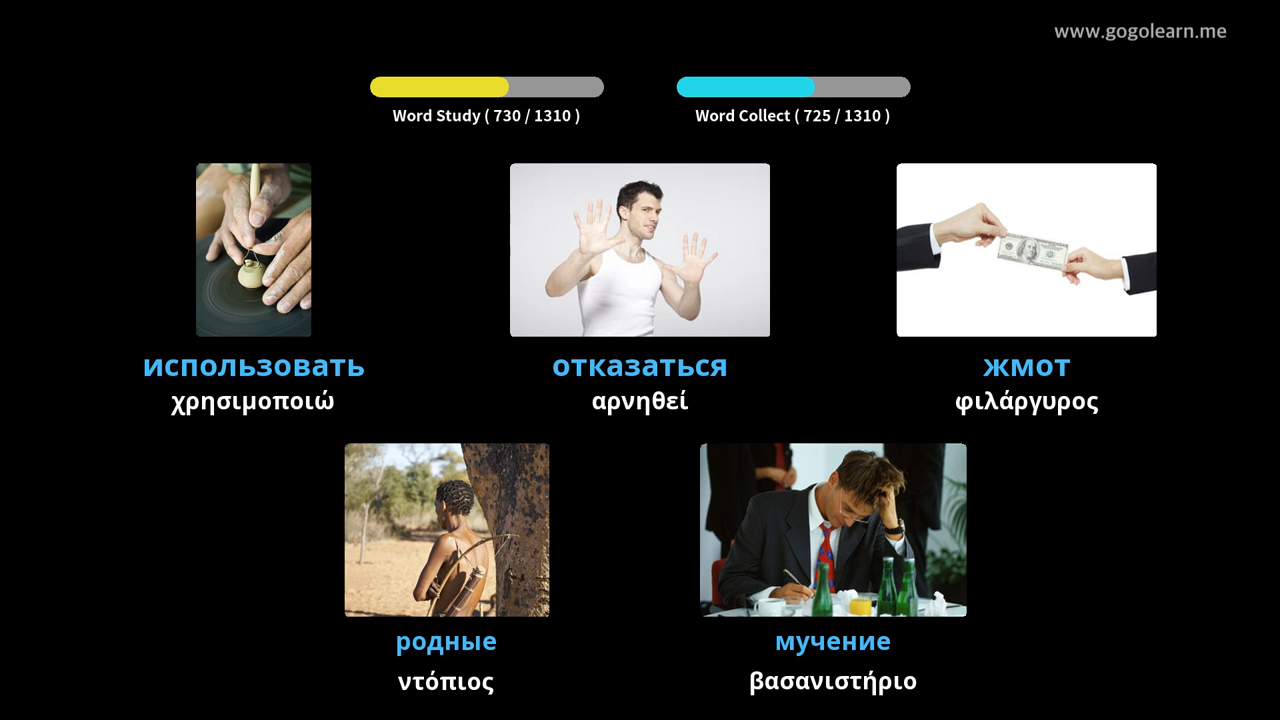 www.gogolearn.me
Word Study ( 730 / 1310 )
Word Collect ( 725 / 1310 )
использовать
χρησιμοποιώ
отказаться
αρνηθεί
жмот
φιλάργυρος
родные
ντόπιος
мучение
βασανιστήριο